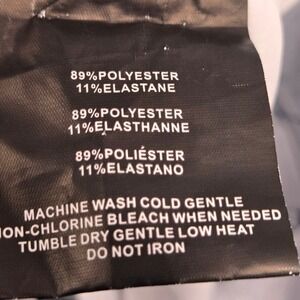 89%POLYESTER
11%ELASTANE
89%POLYESTER
11%ELASTHANNE
89%POLIÉSTER
11%ELASTANO
MACHINE WASH COLD GENTLE
ON-CHLORINE BLEACH WHEN NEEDED
TUMBLE DRY GENTLE LOW HEAT
DO NOT IRON